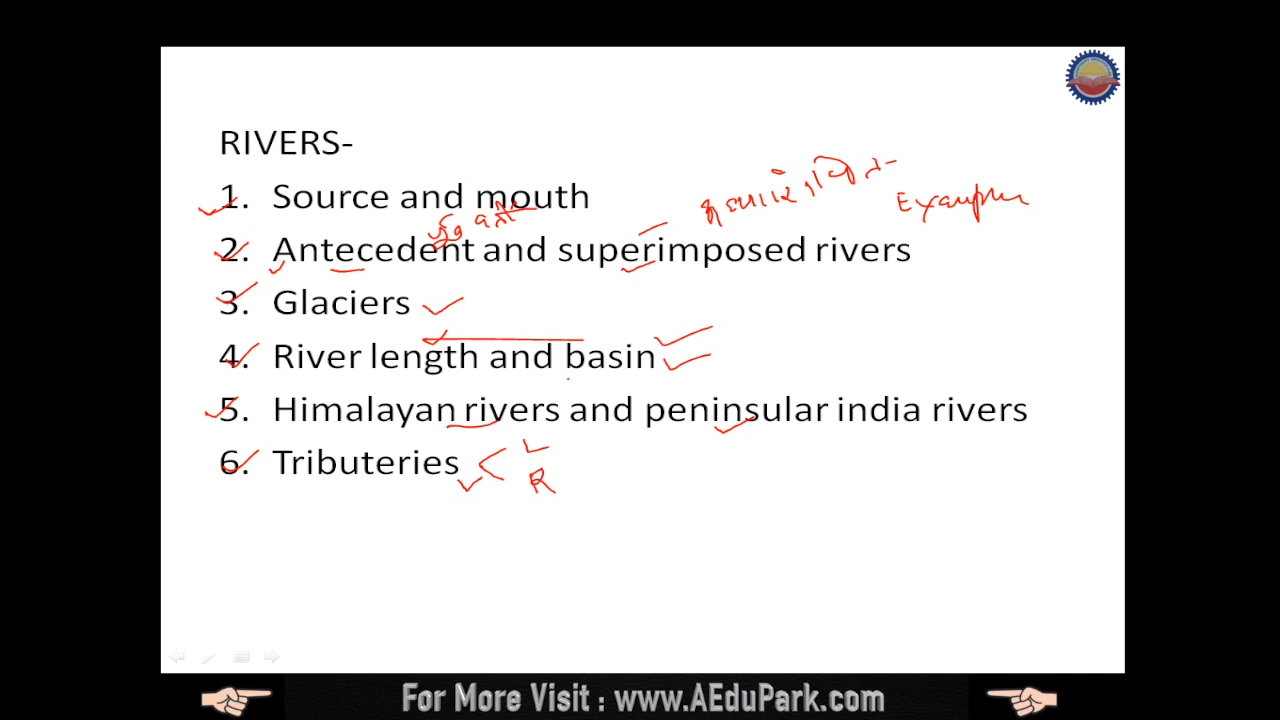 RIVERS-
1. Source and mouth
Examples
2. Antecedent and superimposed rivers
3. Glaciers
4. River length and basin
5. Himalayan rivers and peninsular india rivers
6. Tributeries
L
R
For More Visit : www.AEduPark.com